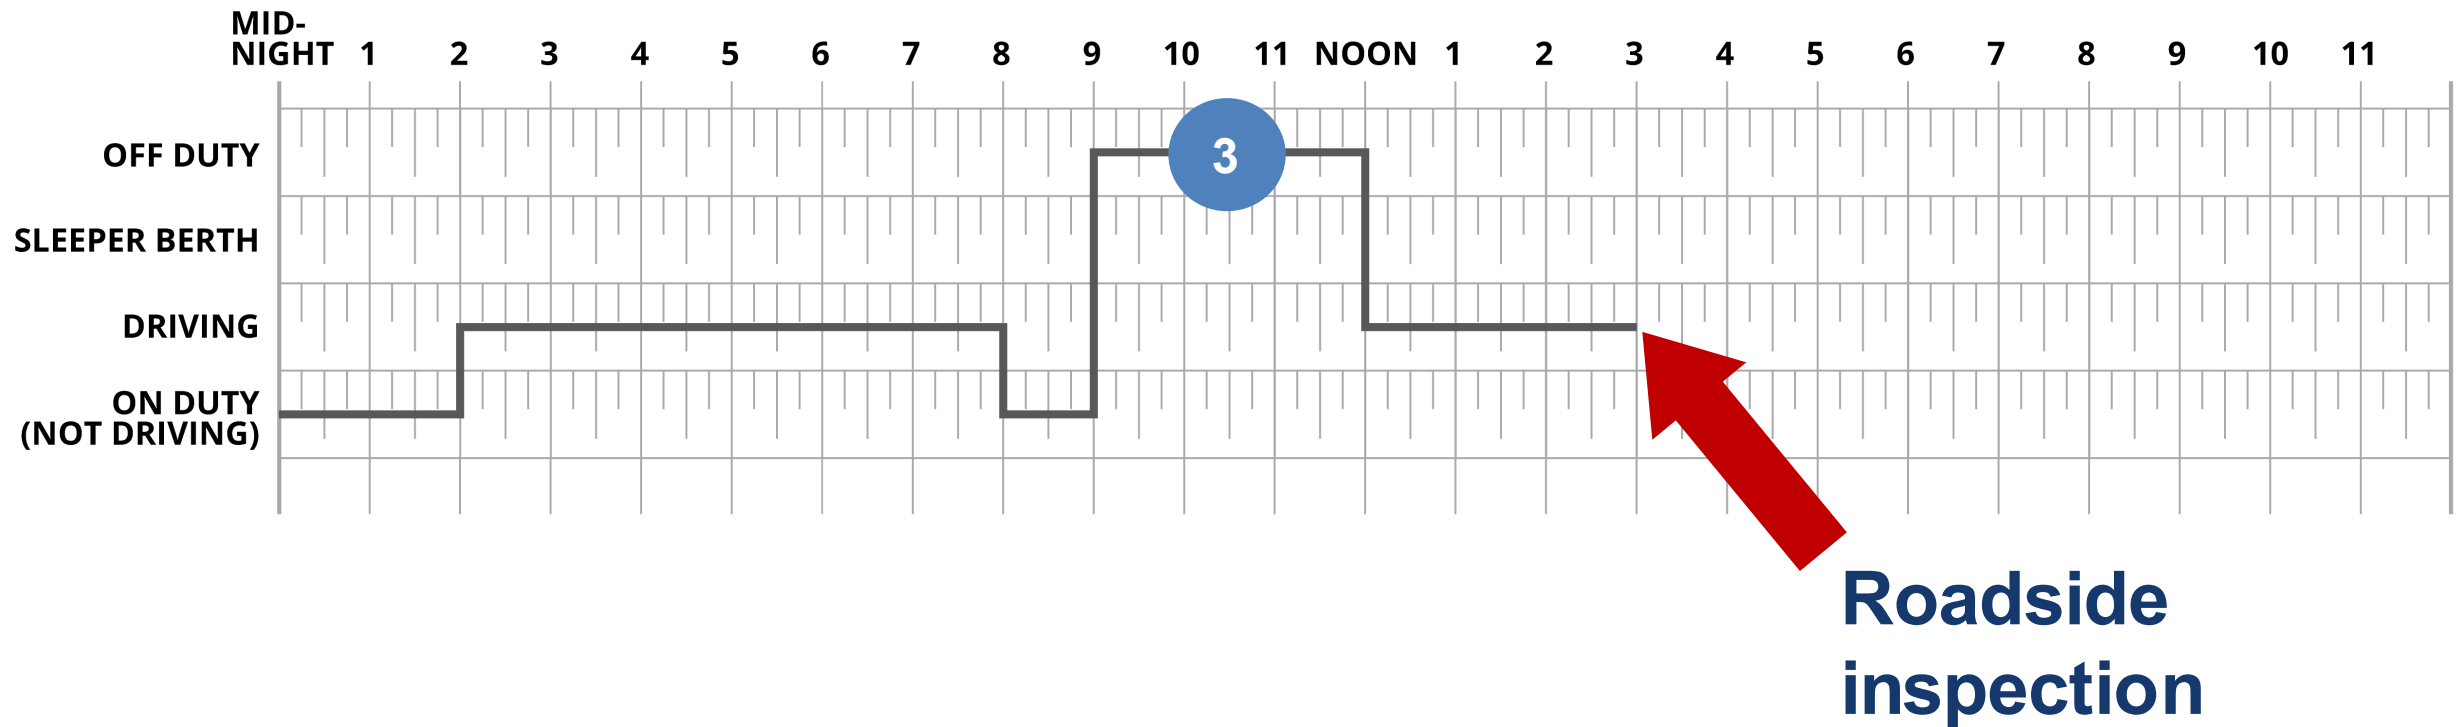 MID-
NIGHT 1 2 3 4 5 6 7 8 9 10 11 NOON 1 2 3 4 5 6 7 8 9 10 11
OFF DUTY
3
SLEEPER BERTH
DRIVING
ON DUTY
(NOT DRIVING)
Roadside
inspection